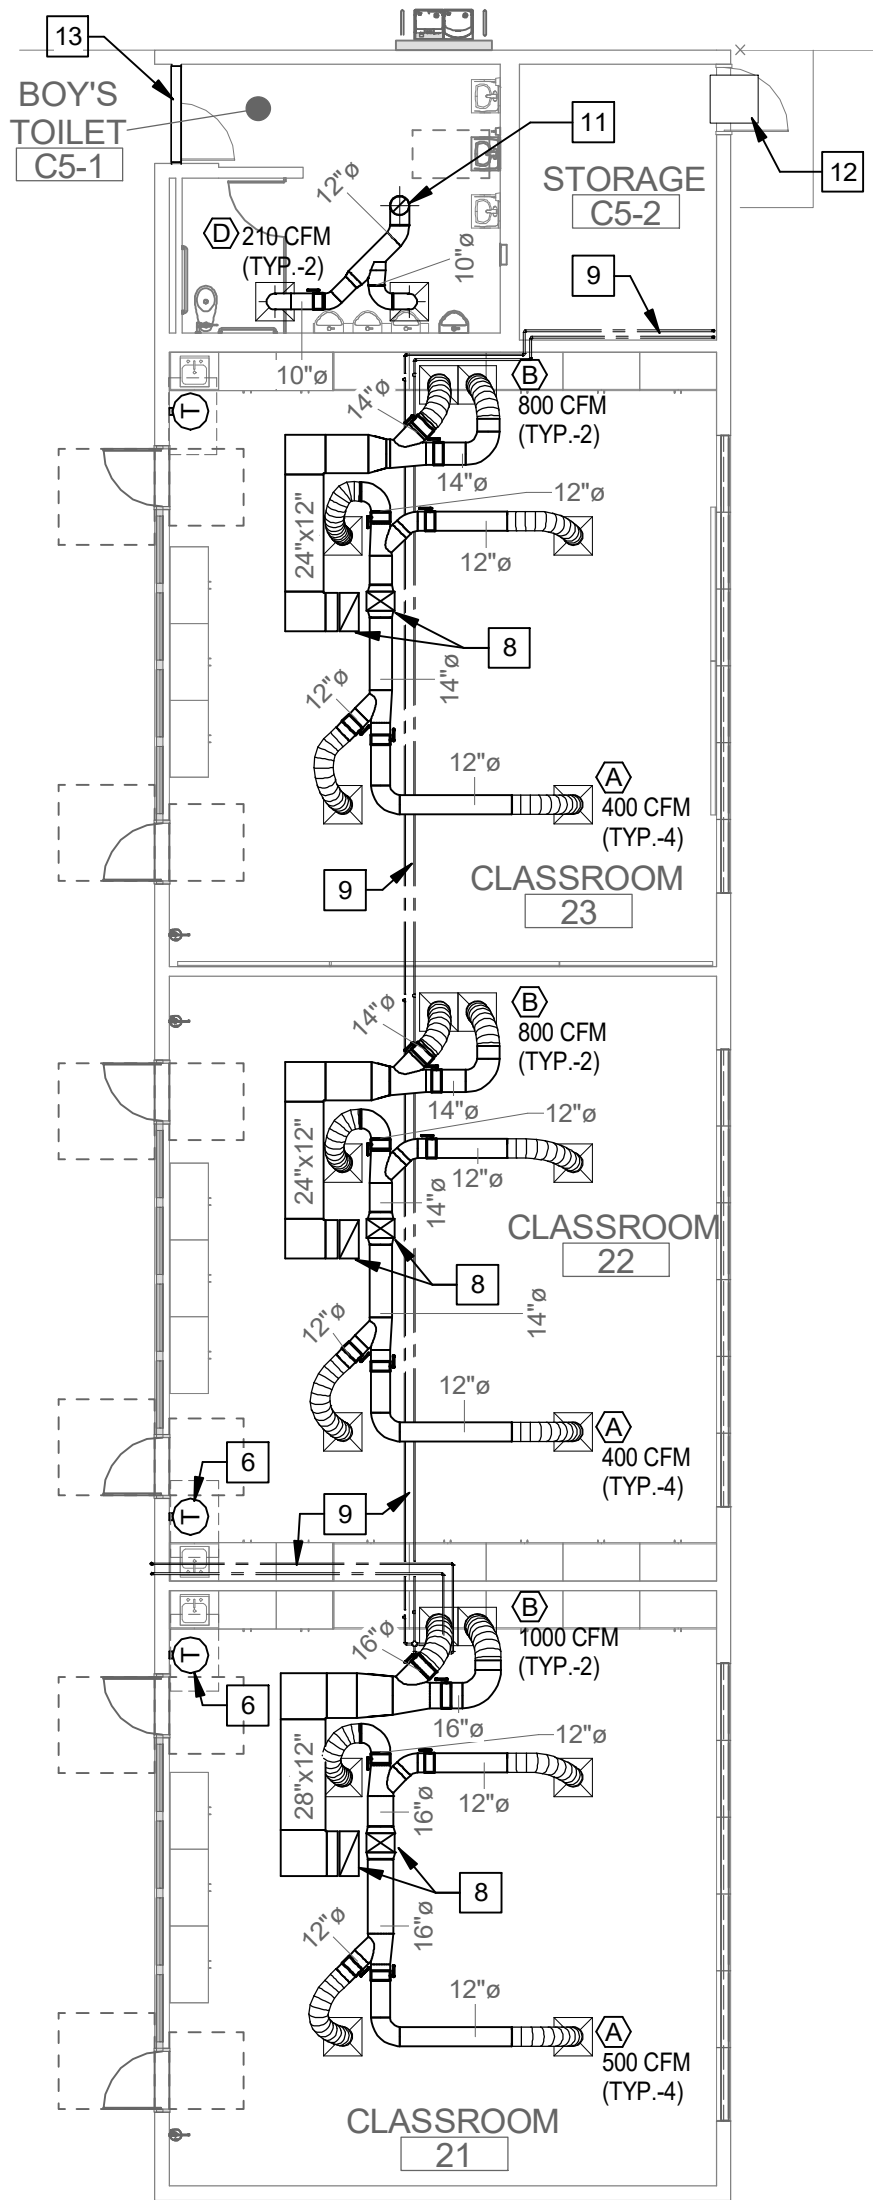 13
BOY'S
TOILET
C5-1
11
12
STORAGE
C5-2
12"ø
D
210 CFM
(TYP.-2)
10"ø
9
10"ø
B
800 CFM
(TYP.-2)
14"ø
T
14"ø
12"ø
24"x12"
12"ø
8
14"ø
12"ø
12"ø
A
400 CFM
(TYP.-4)
9
CLASSROOM
23
B
800 CFM
(TYP.-2)
14"ø
14"ø
12"ø
24"x12"
12"ø
14"ø
CLASSROOM
22
8
14"ø
12"ø
12"ø
A
400 CFM
(TYP.-4)
6
T
9
B
1000 CFM
(TYP.-2)
16"ø
T
6
16"ø
12"ø
28"x12"
12"ø
16"ø
8
16"ø
12"ø
12"ø
A
500 CFM
(TYP.-4)
CLASSROOM
21